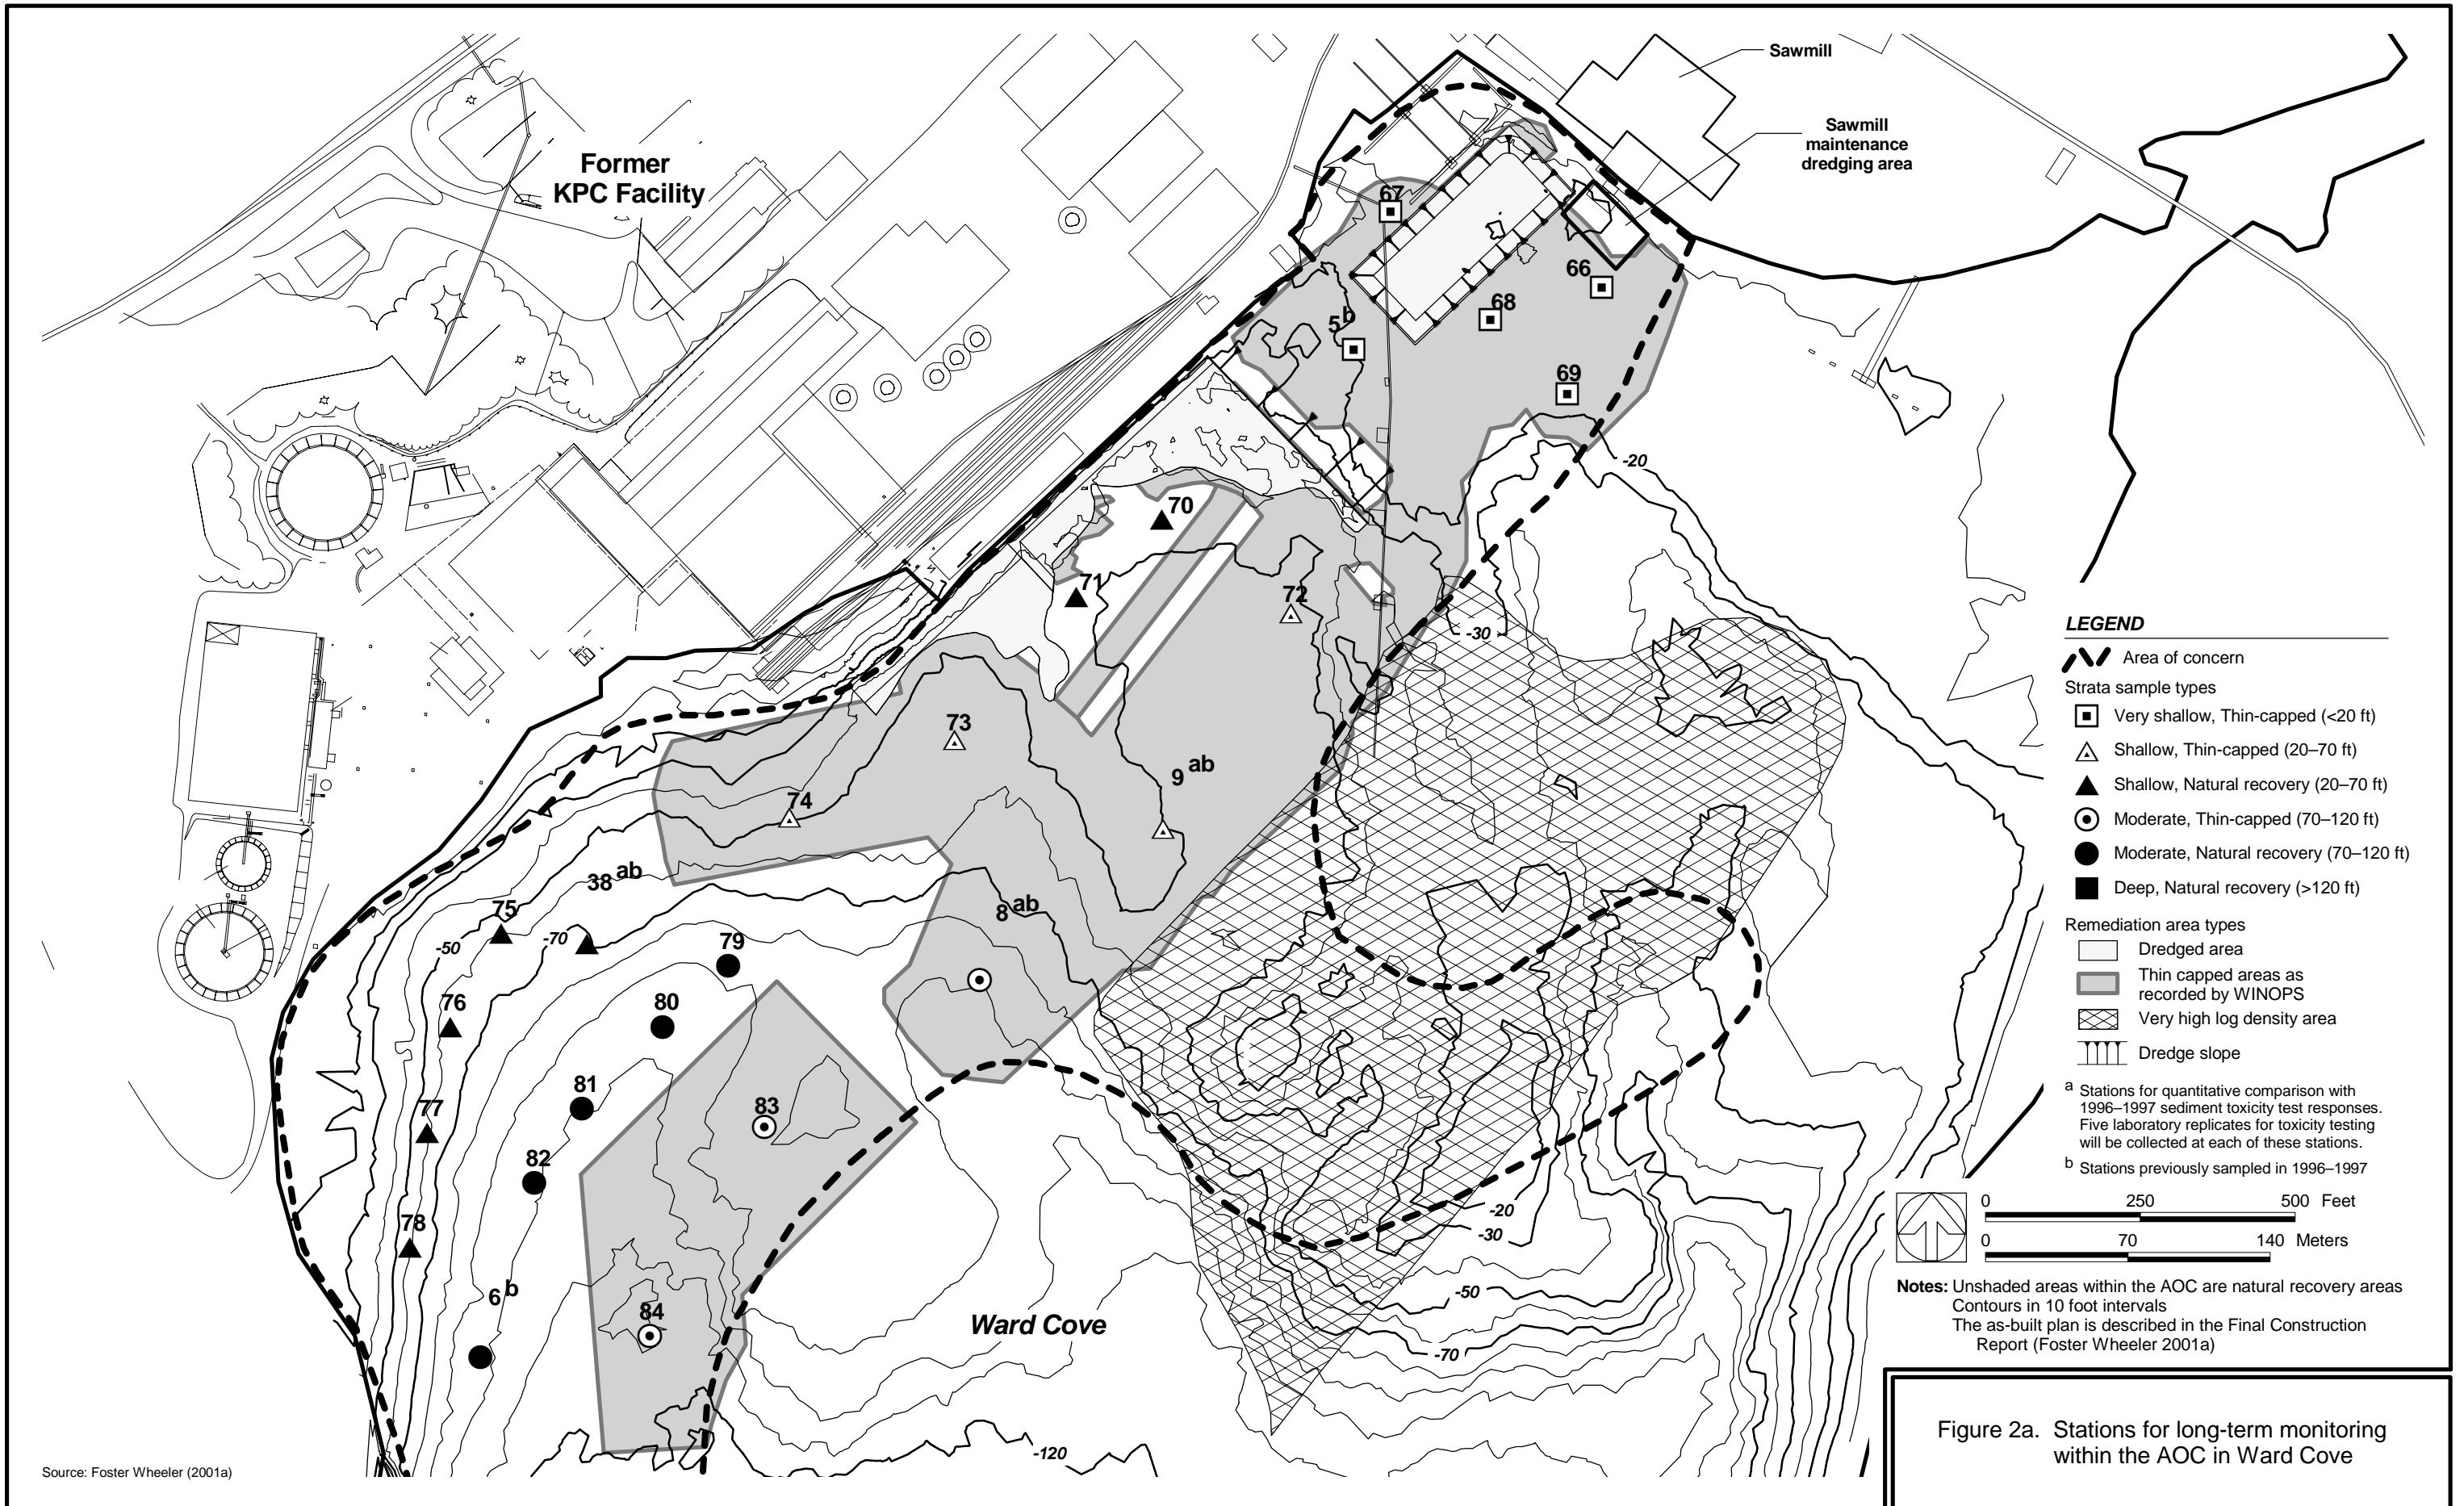 Sawmill
Sawmill
maintenance
dredging area
Former
KPC Facility
67
66
68
5 b
69
-20
70
71
72
-30
73
9 ab
74
38 ab
8 ab
75
-50
-70
79
76
80
81
77
83
82
78
6 b
84
-20
-30
-50
-70
-120
Ward Cove
LEGEND
Area of concern
Strata sample types
Very shallow, Thin-capped (<20 ft)
Shallow, Thin-capped (20–70 ft)
Shallow, Natural recovery (20–70 ft)
Moderate, Thin-capped (70–120 ft)
Moderate, Natural recovery (70–120 ft)
Deep, Natural recovery (>120 ft)
Remediation area types
Dredged area
Thin capped areas as
recorded by WINOPS
Very high log density area
Dredge slope
a Stations for quantitative comparison with
1996–1997 sediment toxicity test responses.
Five laboratory replicates for toxicity testing
will be collected at each of these stations.
b Stations previously sampled in 1996–1997
0 250 500 Feet
0 70 140 Meters
Notes: Unshaded areas within the AOC are natural recovery areas
Contours in 10 foot intervals
The as-built plan is described in the Final Construction
Report (Foster Wheeler 2001a)
Figure 2a. Stations for long-term monitoring
within the AOC in Ward Cove
Source: Foster Wheeler (2001a)